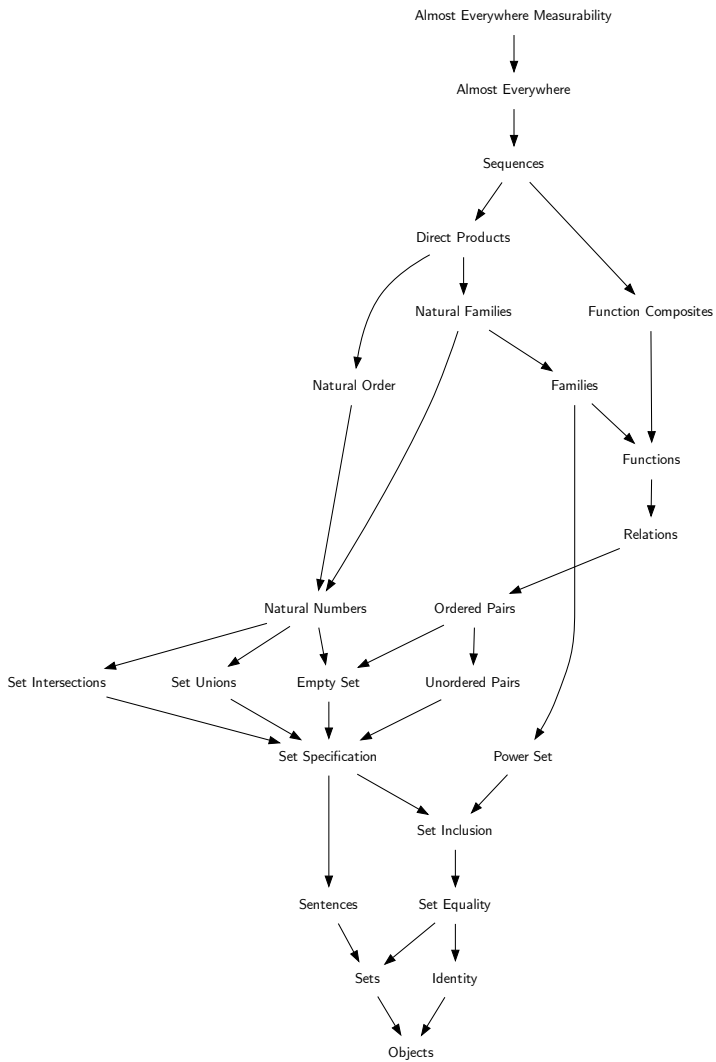 Almost Everywhere Measurability
Almost Everywhere
Sequences
Direct Products
Natural Families
Function Composites
Natural Order
Families
Functions
Relations
Natural Numbers
Ordered Pairs
Set Intersections
Set Unions
Empty Set
Unordered Pairs
Set Specification
Power Set
Set Inclusion
Sentences
Set Equality
Sets
Identity
Objects